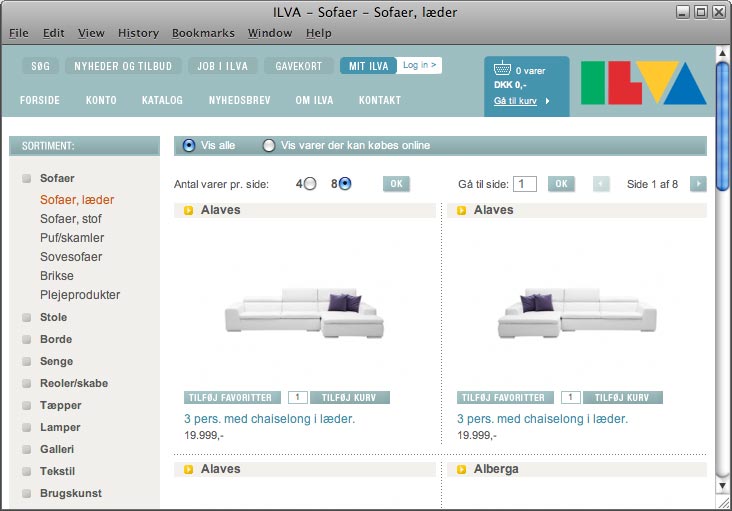 ILVA – Sofaer – Sofaer, læder
File Edit View History Bookmarks Window Help
SØG NYHEDER OG TILBUD JOB I ILVA GAVEKORT MIT ILVA Log in >
0 varer
DKK 0,-
Gå til kurv
ILVA
FORSIDE KONTO KATALOG NYHEDSBREV OM ILVA KONTAKT
SORTIMENT:
Sofaer
Sofaer, læder
Sofaer, stof
Puf/skamler
Sovesofaer
Brikse
Plejeprodukter
Stole
Borde
Senge
Reoler/skabe
Tæpper
Lamper
Galleri
Tekstil
Brugskunst
Vis alle Vis varer der kan købes online
Antal varer pr. side: 4 8 OK Gå til side: 1 OK Side 1 af 8
Alaves
TILFØJ FAVORITTER 1 TILFØJ KURV
3 pers. med chaiselong i læder.
19.999,-
Alaves
TILFØJ FAVORITTER 1 TILFØJ KURV
3 pers. med chaiselong i læder.
19.999,-
Alaves
Alberga